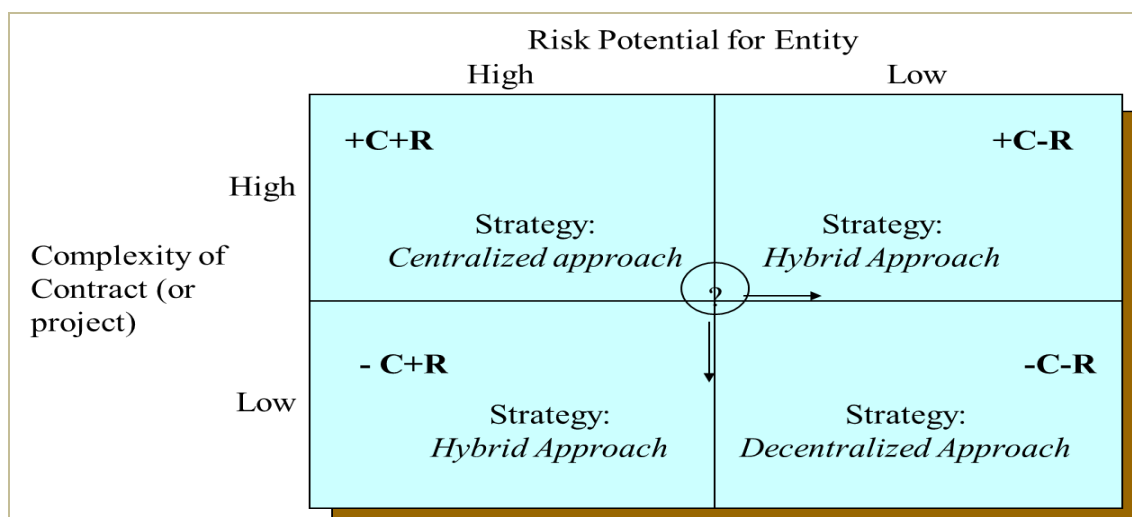 Risk Potential for Entity
High Low
+C+R +C-R
High
Strategy: Strategy:
Complexity of Centralized approach Hybrid Approach
Contract (or ?
project)
- C+R -C-R
Low
Strategy: Strategy:
Hybrid Approach Decentralized Approach